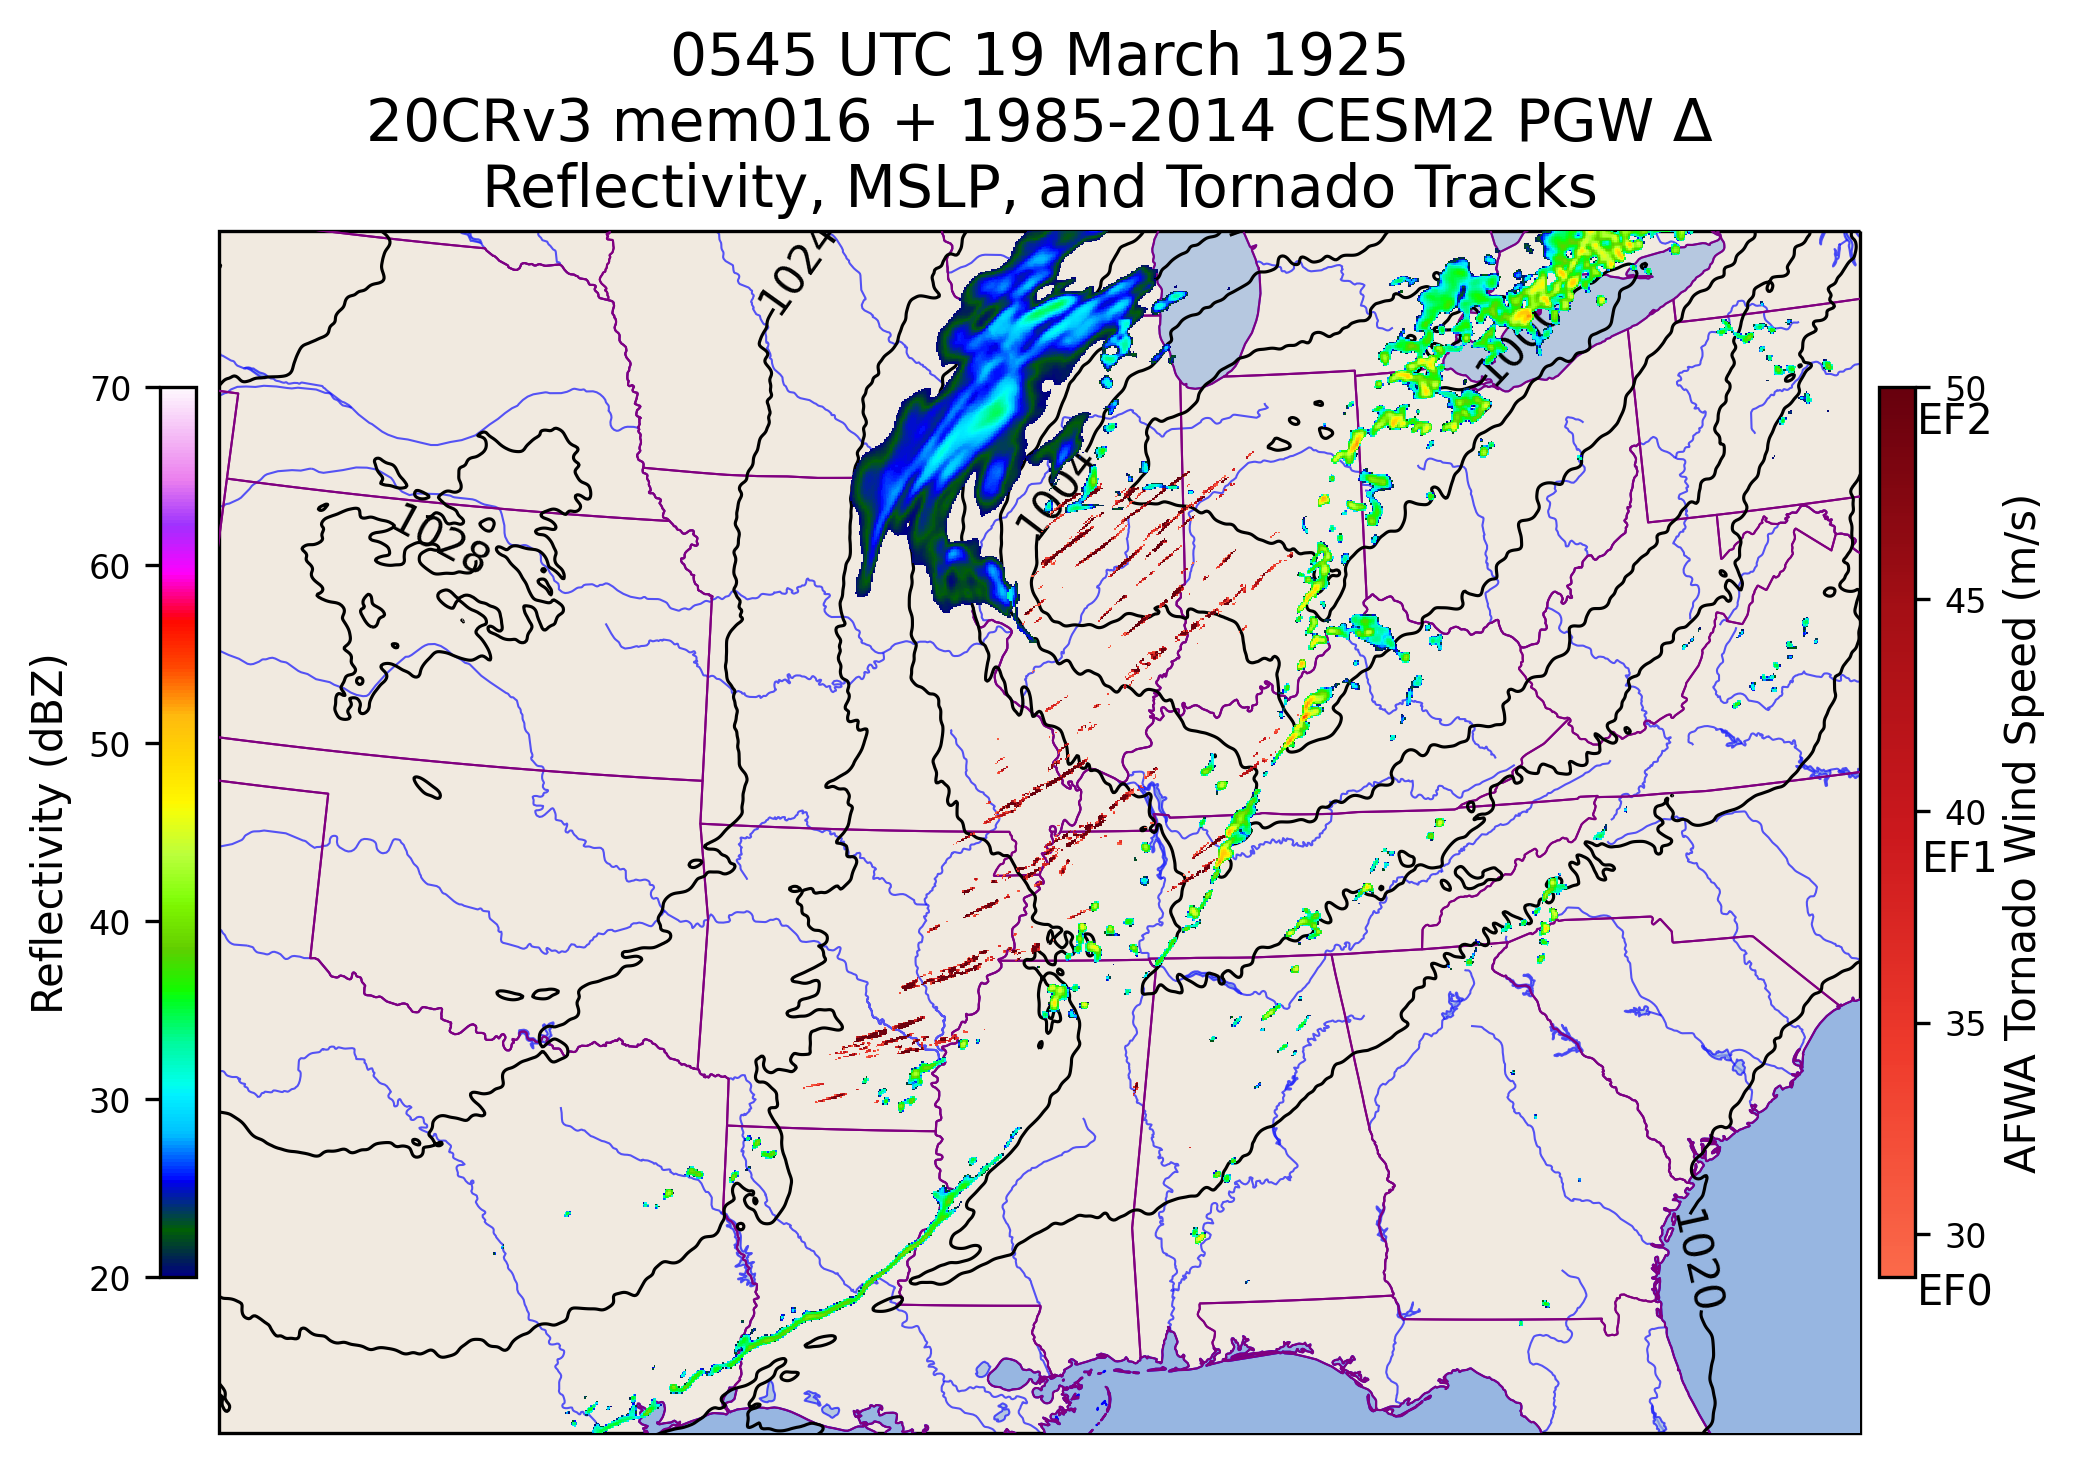 0545 UTC 19 March 1925
20CRv3 mem016 + 1985-2014 CESM2 PGW Δ
Reflectivity, MSLP, and Tornado Tracks
Reflectivity (dBZ)
70
60
50
40
30
20
1024
1028
1004
1020
50
EF2
45
40
EF1
35
30
EF0
AFWA Tornado Wind Speed (m/s)